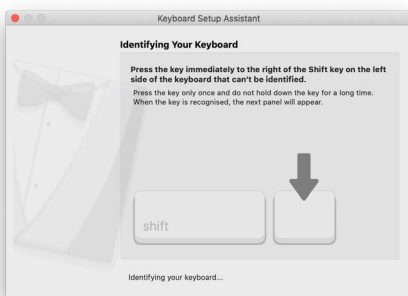 Keyboard Setup Assistant
Identifying Your Keyboard
Press the key immediately to the right of the Shift key on the left
side of the keyboard that can't be identified.
Press the key only once and do not hold down the key for a long time.
When the key is recognised, the next panel will appear.
shift
Identifying your keyboard...